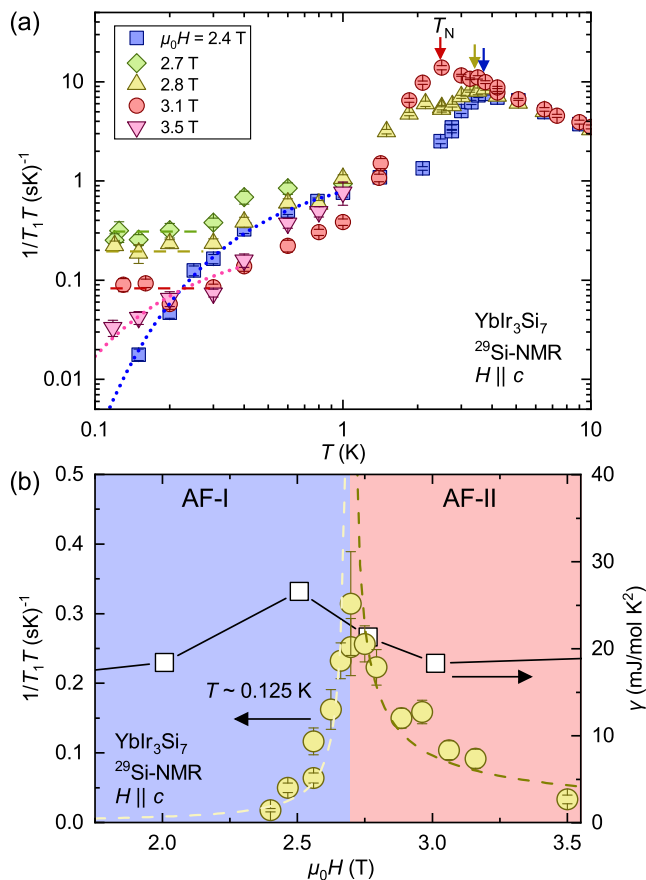 (a)
T_N
μ₀H = 2.4 T
2.7 T
2.8 T
3.1 T
3.5 T
10
1
0.1
0.01
1/T₁T (sK)⁻¹
YbIr₃Si₇
²⁹Si-NMR
H || c
0.1
1
10
T (K)
(b)
AF-I
AF-II
0.5
0.4
0.3
0.2
0.1
0.0
1/T₁T (sK)⁻¹
40
30
20
10
0
γ (mJ/mol K²)
T ~ 0.125 K
YbIr₃Si₇
²⁹Si-NMR
H || c
2.0
2.5
3.0
3.5
μ₀H (T)